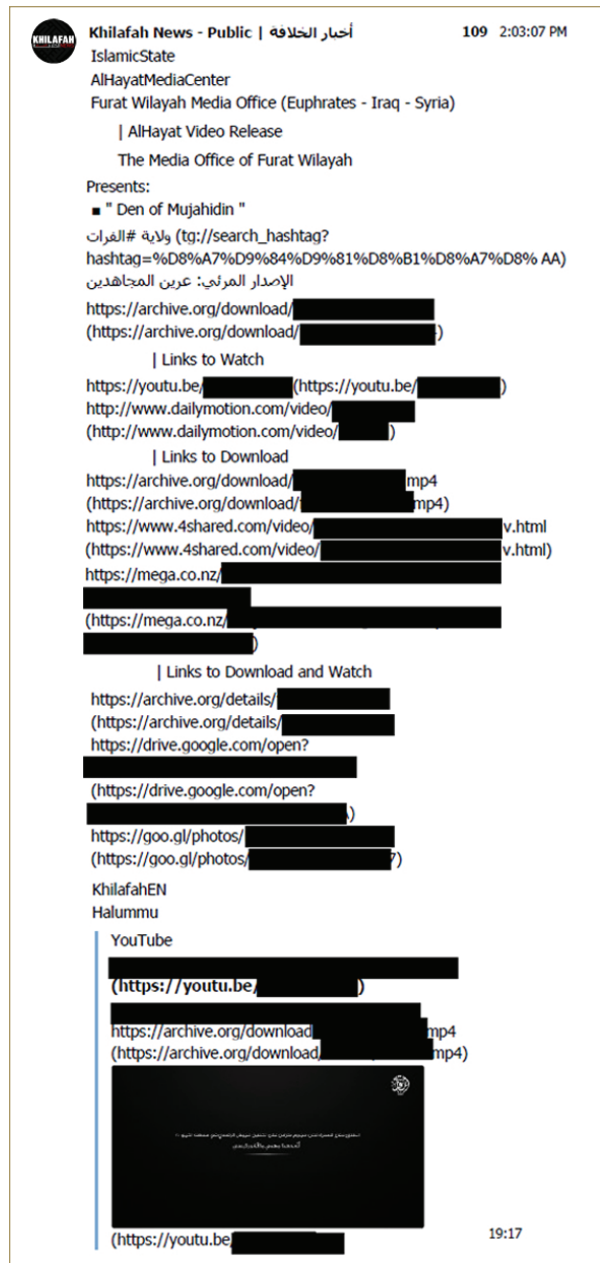 KHILAFAH
Khilafah News - Public | أخبار الخلافة 109 2:03:07 PM
IslamicState
AlHayatMediaCenter
Furat Wilayah Media Office (Euphrates - Iraq - Syria)
| AlHayat Video Release
The Media Office of Furat Wilayah
Presents:
■ " Den of Mujahidin "
ولاية #الفرات (tg://search_hashtag?
hashtag=%D8%A7%D9%84%D9%81%D8%B1%D8%A7%D8% AA)
الإصدار المرئي: عرين المجاهدين
https://archive.org/download/
(https://archive.org/download/ )
| Links to Watch
https://youtu.be/ (https://youtu.be/ )
http://www.dailymotion.com/video/
(http://www.dailymotion.com/video/ )
| Links to Download
https://archive.org/download/ mp4
(https://archive.org/download/ mp4)
https://www.4shared.com/video/ v.html
(https://www.4shared.com/video/ v.html)
https://mega.co.nz/
(https://mega.co.nz/
)
| Links to Download and Watch
https://archive.org/details/
(https://archive.org/details/
https://drive.google.com/open?
(https://drive.google.com/open?
)
https://goo.gl/photos/
(https://goo.gl/photos/ 7)
KhilafahEN
Halummu
YouTube
(https://youtu.be/ )
https://archive.org/download mp4
(https://archive.org/download/ mp4)
(https://youtu.be/
19:17